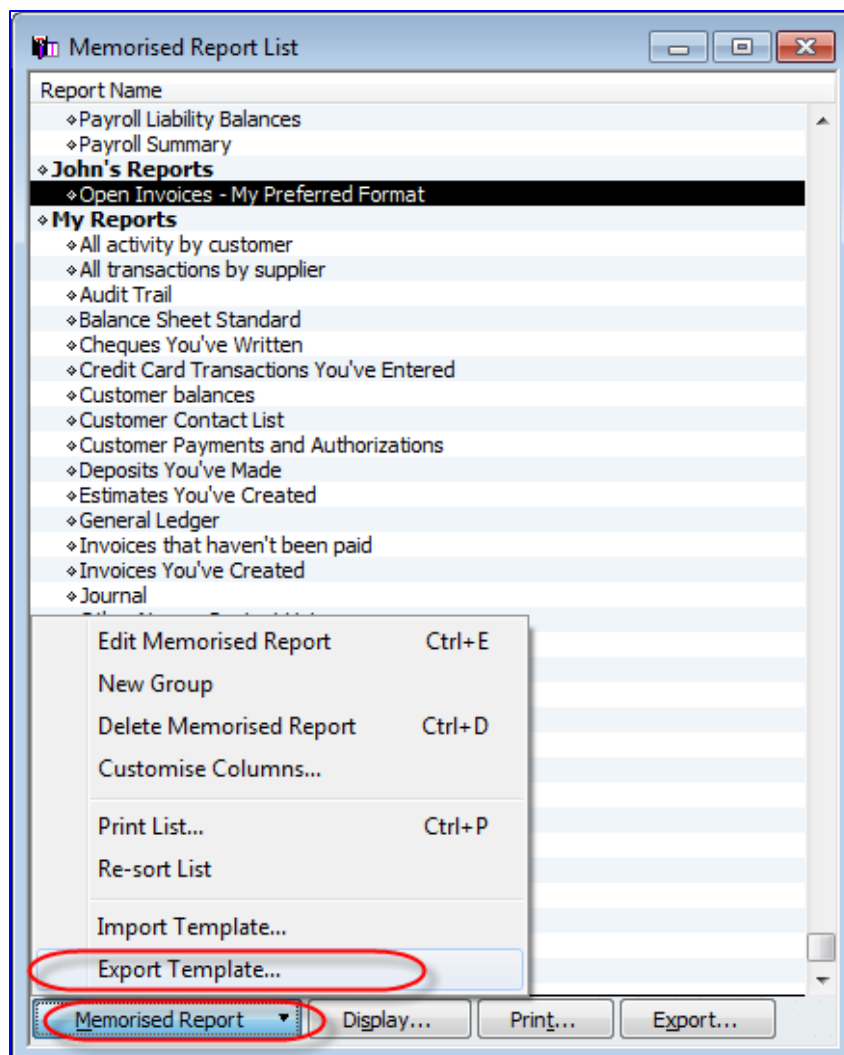 Memorised Report List
Report Name
Payroll Liability Balances
Payroll Summary
John's Reports
Open Invoices - My Preferred Format
My Reports
All activity by customer
All transactions by supplier
Audit Trail
Balance Sheet Standard
Cheques You've Written
Credit Card Transactions You've Entered
Customer balances
Customer Contact List
Customer Payments and Authorizations
Deposits You've Made
Estimates You've Created
General Ledger
Invoices that haven't been paid
Invoices You've Created
Journal
Edit Memorised Report Ctrl+E
New Group
Delete Memorised Report Ctrl+D
Customise Columns...
Print List... Ctrl+P
Re-sort List
Import Template...
Export Template...
Memorised Report Display... Print... Export...